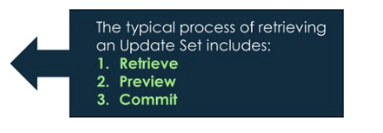 The typical process of retrieving
an Update Set includes:
1. Retrieve
2. Preview
3. Commit